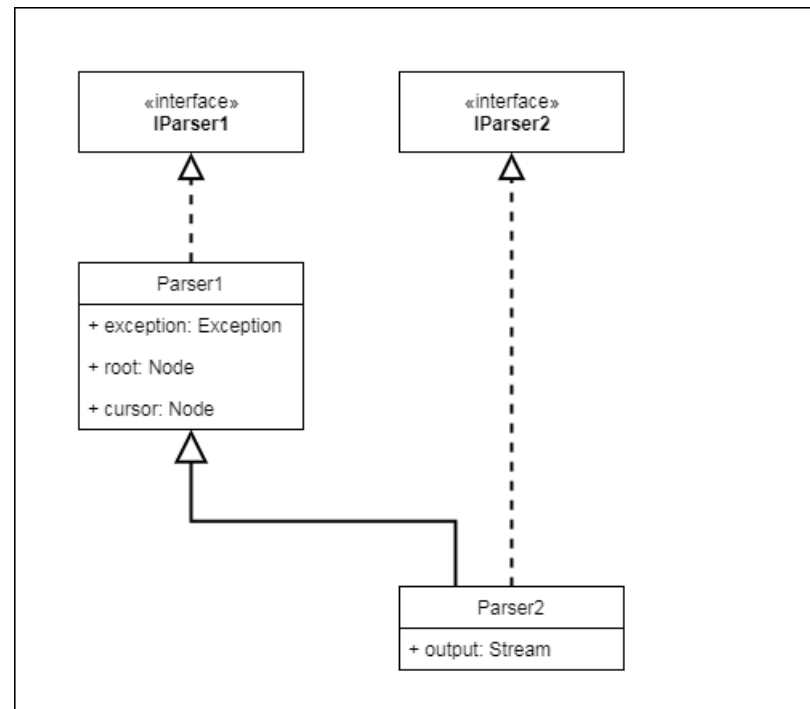 «interface»
IParser1
«interface»
IParser2
Parser1
+ exception: Exception
+ root: Node
+ cursor: Node
Parser2
+ output: Stream